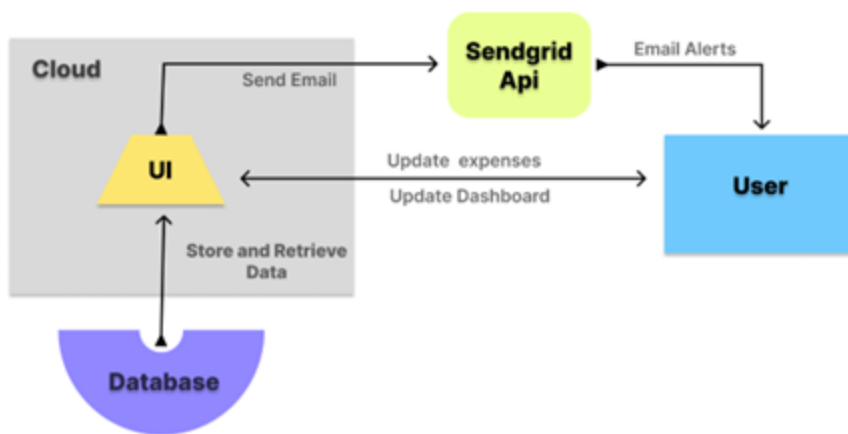 Cloud
Sendgrid
Api
Email Alerts
Send Email
UI
Update expenses
Update Dashboard
User
Store and Retrieve
Data
Database